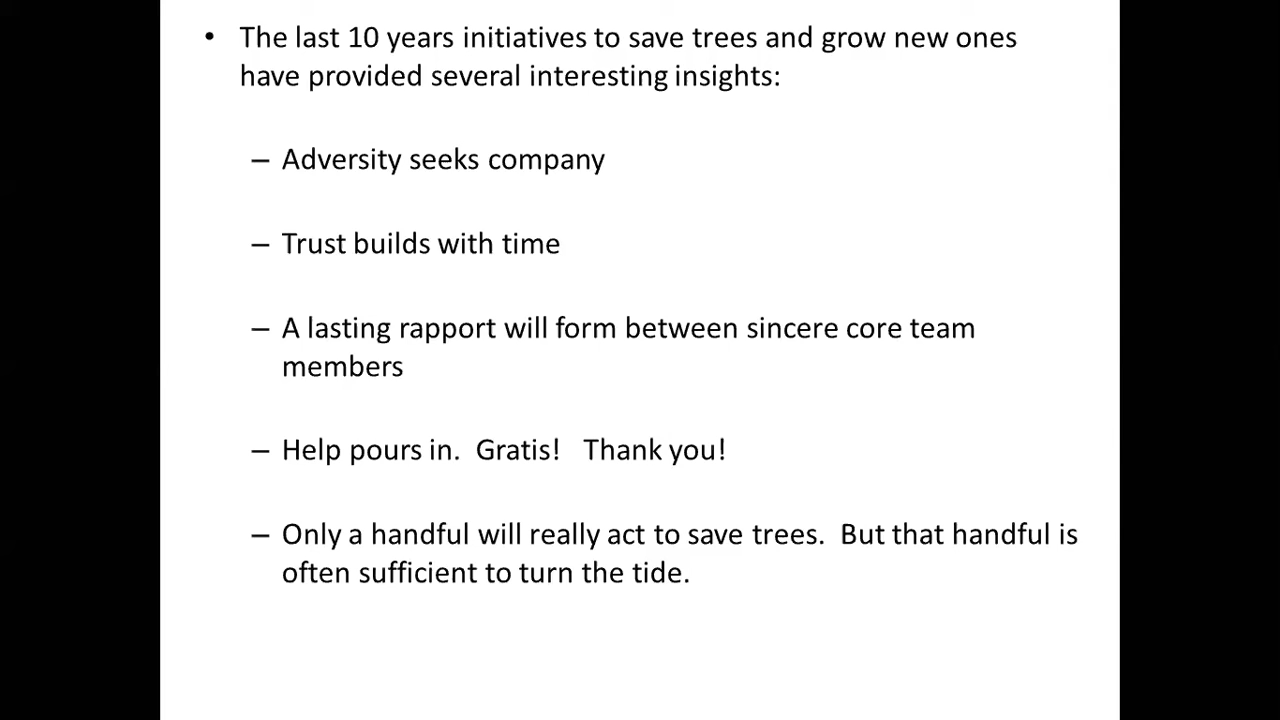 • The last 10 years initiatives to save trees and grow new ones
have provided several interesting insights:
– Adversity seeks company
– Trust builds with time
– A lasting rapport will form between sincere core team
members
– Help pours in.  Gratis!   Thank you!
– Only a handful will really act to save trees.  But that handful is
often sufficient to turn the tide.